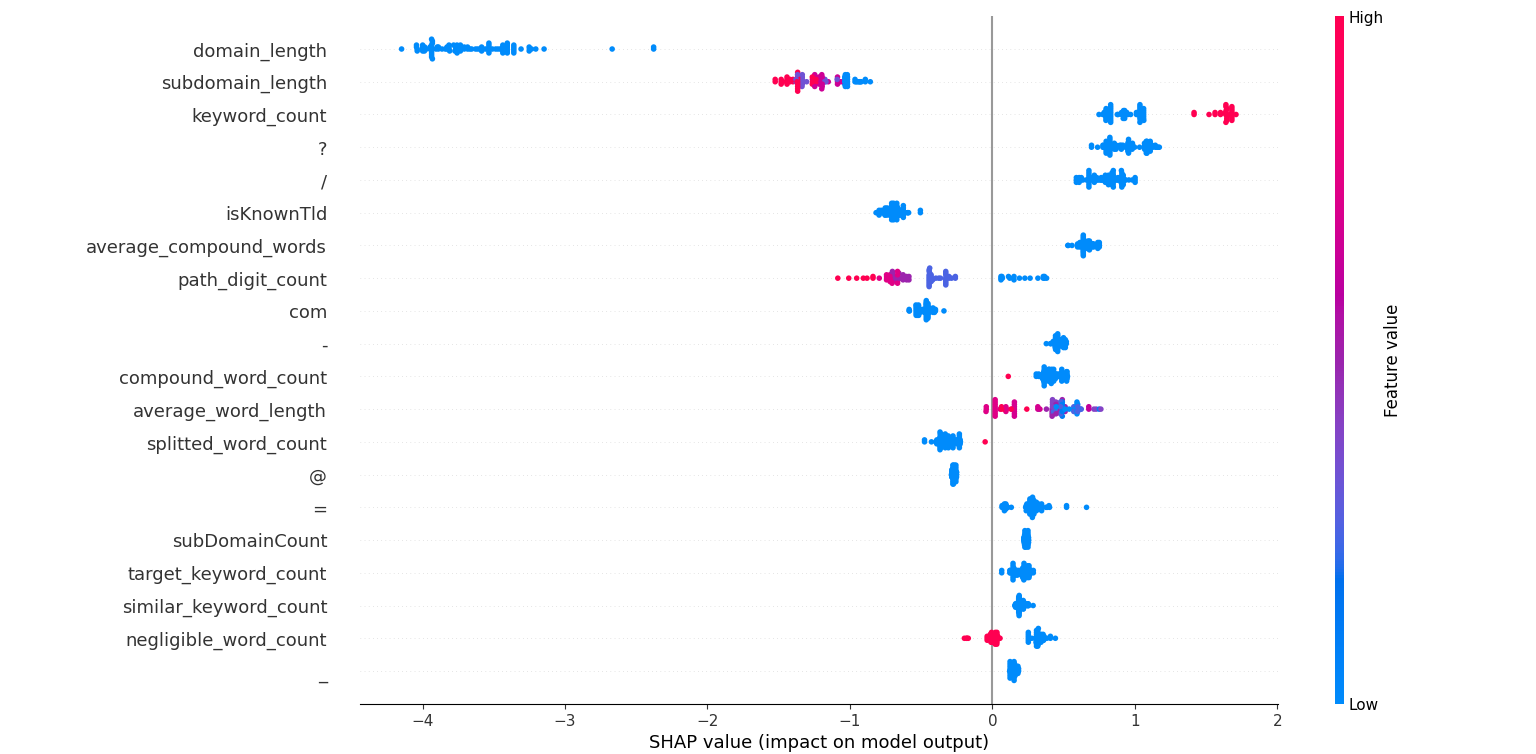 High
domain_length
subdomain_length
keyword_count
?
/
isKnownTld
average_compound_words
path_digit_count
com
-
compound_word_count
average_word_length
splitted_word_count
@
=
subDomainCount
target_keyword_count
similar_keyword_count
negligible_word_count
_
Feature value
Low
−4 −3 −2 −1 0 1 2
SHAP value (impact on model output)